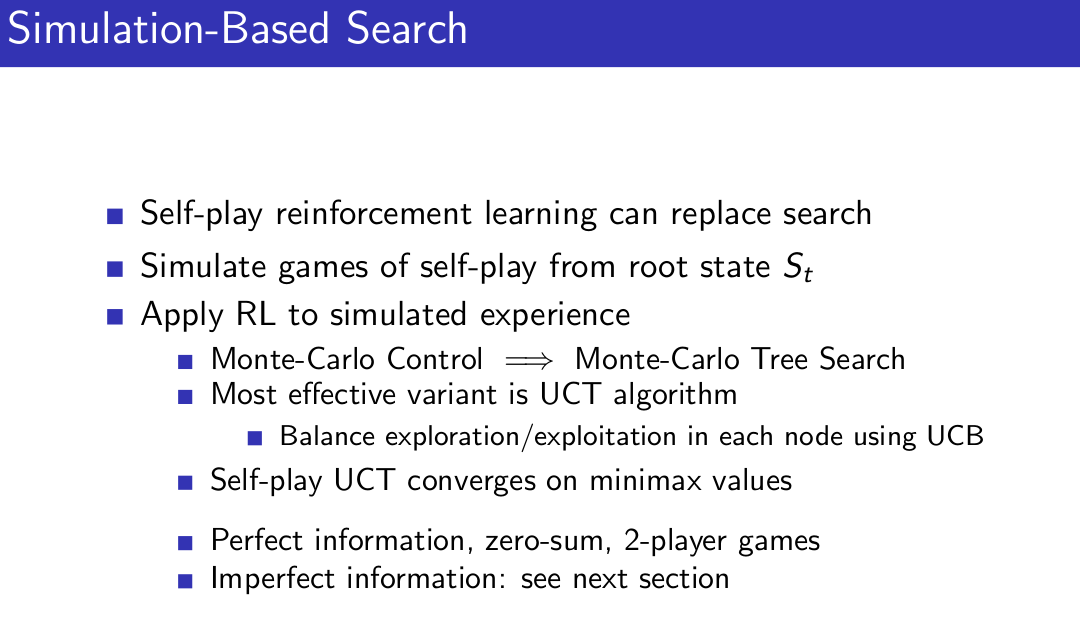 Simulation-Based Search
Self-play reinforcement learning can replace search
Simulate games of self-play from root state S_t
Apply RL to simulated experience
Monte-Carlo Control ⟹ Monte-Carlo Tree Search
Most effective variant is UCT algorithm
Balance exploration/exploitation in each node using UCB
Self-play UCT converges on minimax values
Perfect information, zero-sum, 2-player games
Imperfect information: see next section